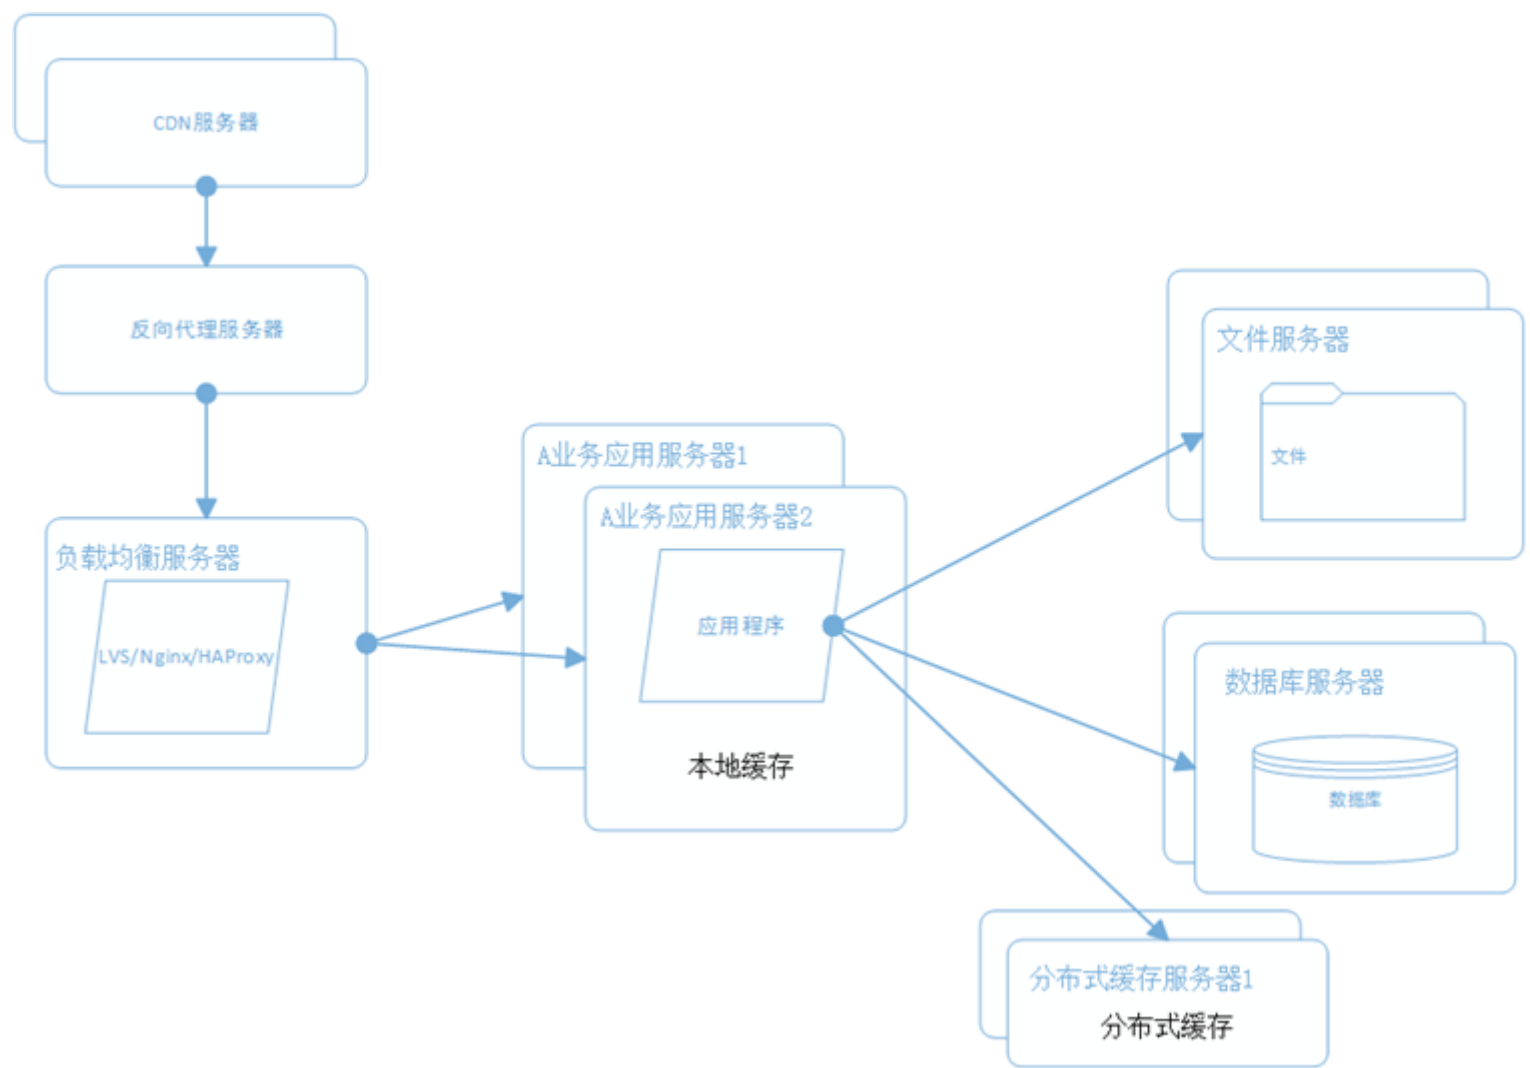 CDN服务器
反向代理服务器
负载均衡服务器
LVS/Nginx/HAProxy
A业务应用服务器1
A业务应用服务器2
应用程序
本地缓存
文件服务器
文件
数据库服务器
数据库
分布式缓存服务器1
分布式缓存